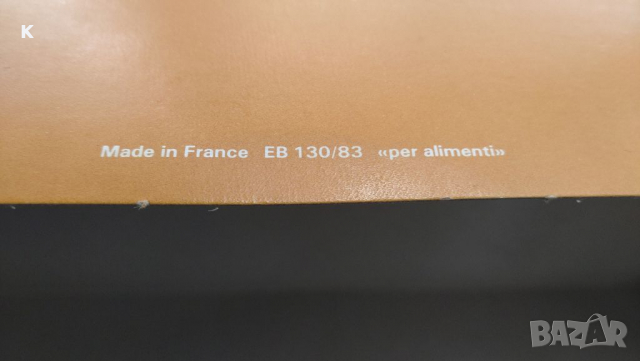 K
Made in France EB 130/83 «per alimenti»
BAZAR